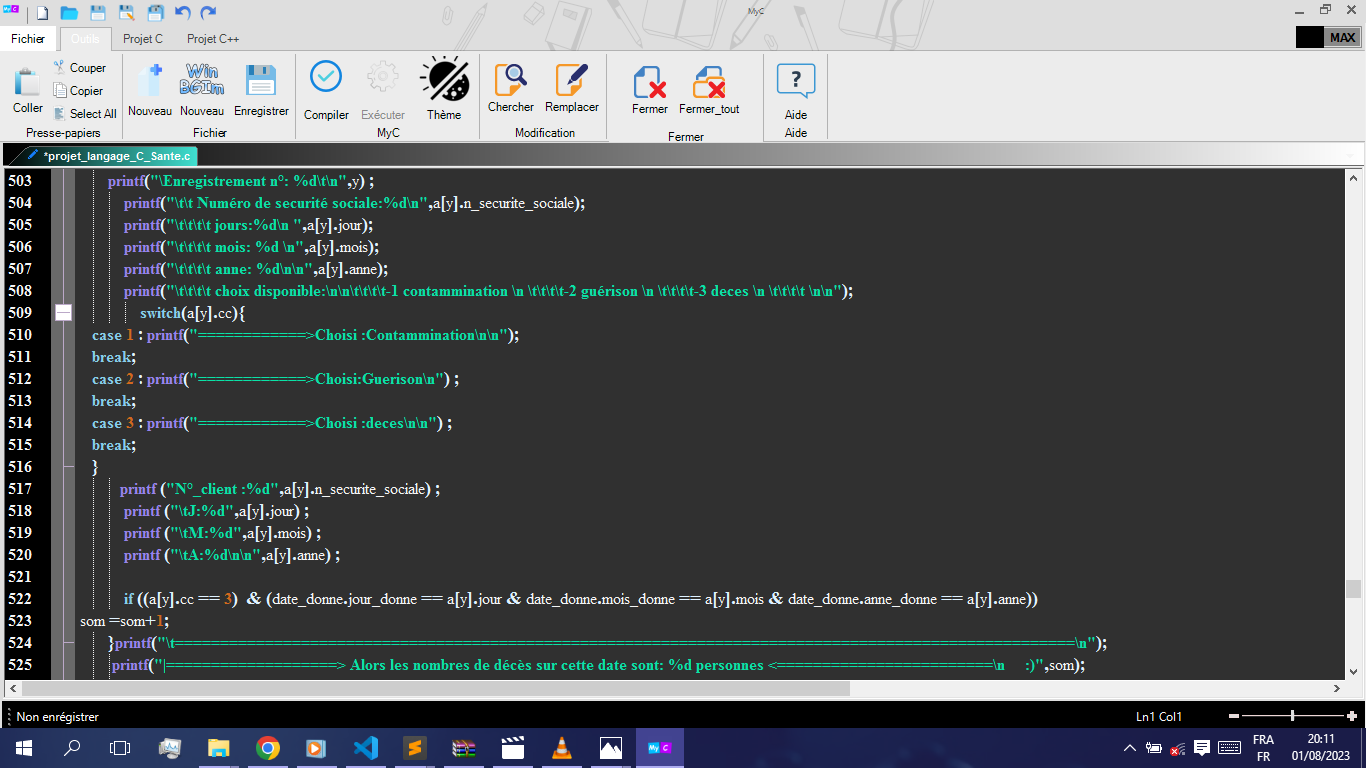 MyC
MyC
Fichier Outils Projet C Projet C++ MAX
Coller
Couper
Copier
Select All
Presse-papiers
Nouveau
Win
BGIm
Nouveau
Enregistrer
Fichier
Compiler
Exécuter
Thème
MyC
Chercher
Remplacer
Modification
Fermer
Fermer_tout
Fermer
?
Aide
Aide
*projet_langage_C_Sante.c
503 printf("\Enregistrement n°: %d\t\n",y) ;
504 printf("\t\t Numéro de securité sociale:%d\n",a[y].n_securite_sociale);
505 printf("\t\t\t\t jours:%d\n ",a[y].jour);
506 printf("\t\t\t\t mois: %d \n",a[y].mois);
507 printf("\t\t\t\t anne: %d\n\n",a[y].anne);
508 printf("\t\t\t\t choix disponible:\n\n\t\t\t\t-1 contammination \n \t\t\t\t-2 guérison \n \t\t\t\t-3 deces \n \t\t\t\t \n\n");
509 switch(a[y].cc){
510 case 1 : printf("============>Choisi :Contammination\n\n");
511 break;
512 case 2 : printf("============>Choisi:Guerison\n") ;
513 break;
514 case 3 : printf("============>Choisi :deces\n\n") ;
515 break;
516 }
517 printf ("N°_client :%d",a[y].n_securite_sociale) ;
518 printf ("\tJ:%d",a[y].jour) ;
519 printf ("\tM:%d",a[y].mois) ;
520 printf ("\tA:%d\n\n",a[y].anne) ;
521
522 if ((a[y].cc == 3) & (date_donne.jour_donne == a[y].jour & date_donne.mois_donne == a[y].mois & date_donne.anne_donne == a[y].anne))
523 som =som+1;
524 }printf("\t====================================================================================================\n");
525 printf("|===================> Alors les nombres de décès sur cette date sont: %d personnes <========================\n :)",som);
Non enrégistrer Ln1 Col1
My C
FRA
FR
20:11
01/08/2023